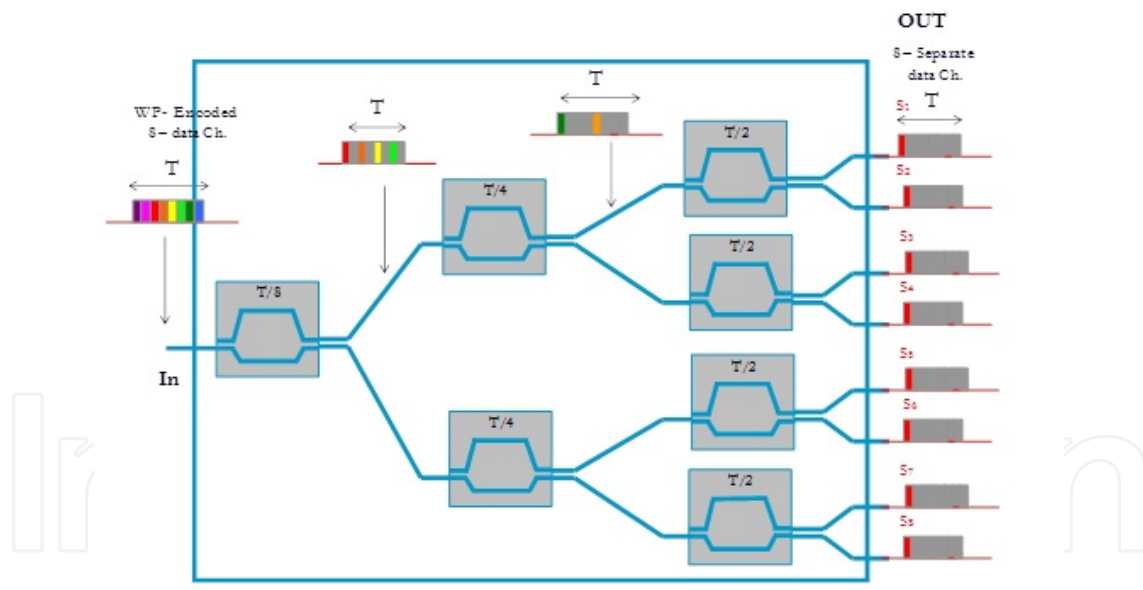 OUT
8– Separate
data Ch.
T
WP- Encoded
8– data Ch.
T
T
T
S1
S2
S3
S4
S5
S6
S7
S8
T/8
T/4
T/4
T/2
T/2
T/2
T/2
In